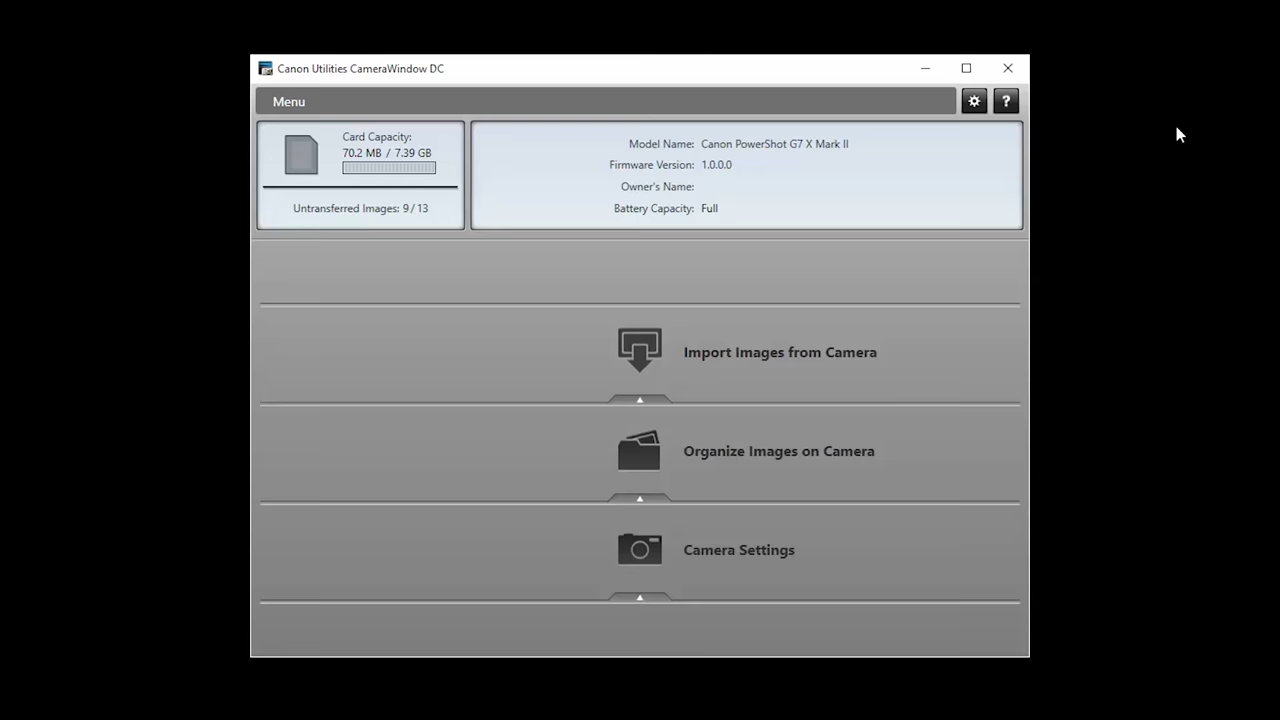 Canon Utilities CameraWindow DC
Menu
?
Card Capacity:
70.2 MB / 7.39 GB
Untransferred Images: 9 / 13
Model Name: Canon PowerShot G7 X Mark II
Firmware Version: 1.0.0.0
Owner's Name:
Battery Capacity: Full
Import Images from Camera
Organize Images on Camera
Camera Settings